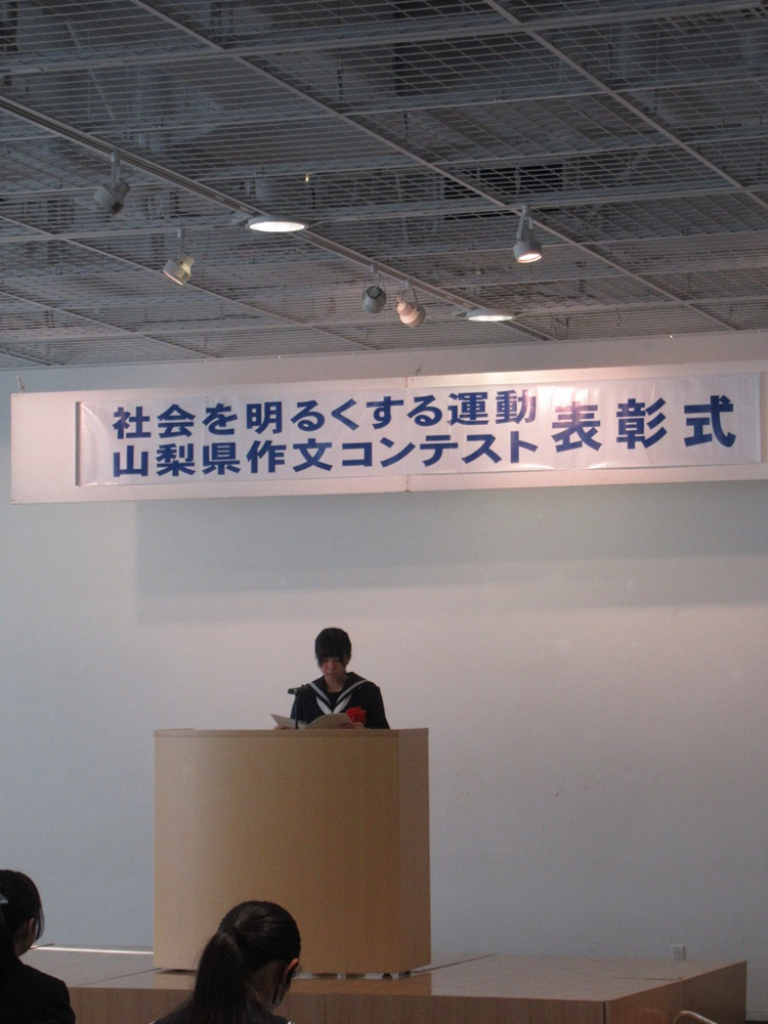 社会を明るくする運動
山梨県作文コンテスト
表彰式